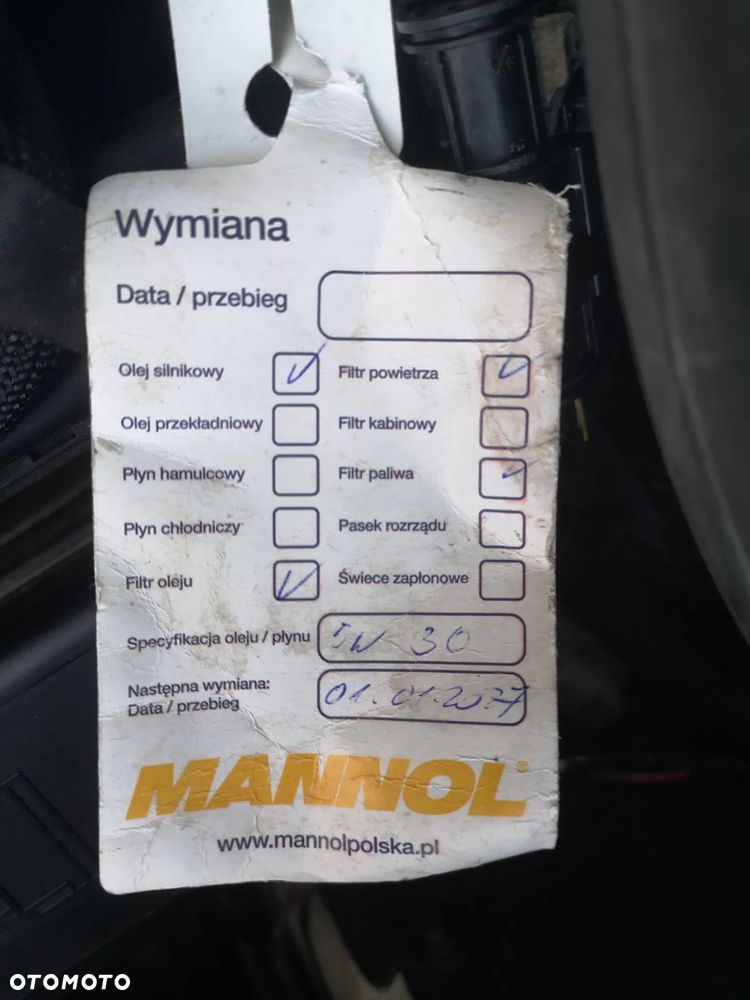 Wymiana
Data / przebieg
Olej silnikowy Filtr powietrza
Olej przekładniowy Filtr kabinowy
Płyn hamulcowy Filtr paliwa
Płyn chłodniczy Pasek rozrządu
Filtr oleju Świece zapłonowe
Specyfikacja oleju / płynu 5W 30
Następna wymiana:
Data / przebieg 01.01.2027
MANNOL®
www.mannolpolska.pl
OTOMOTO